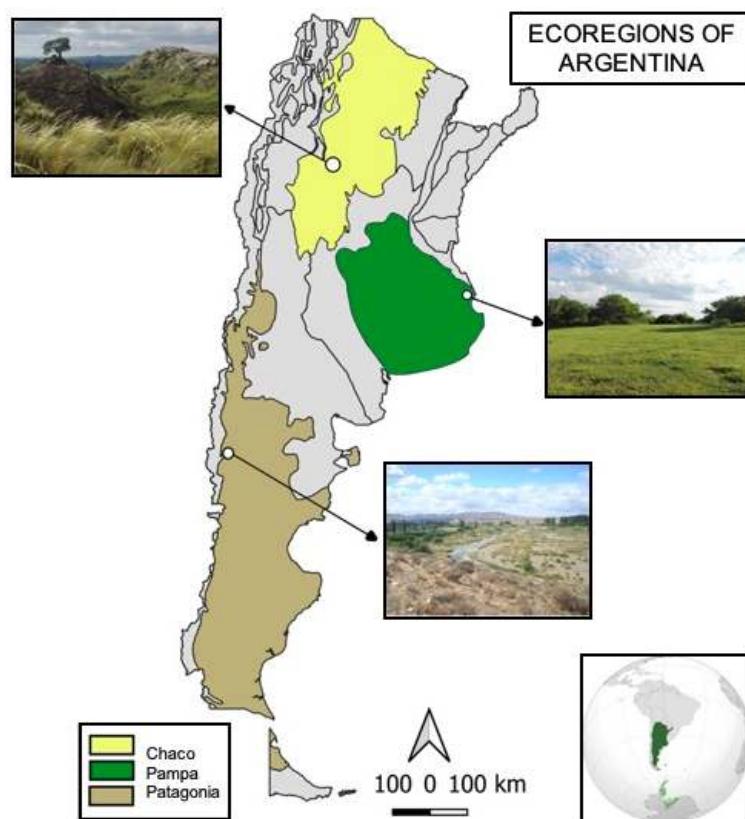 ECOREGIONS OF
ARGENTINA
Chaco
Pampa
Patagonia
100 0 100 km